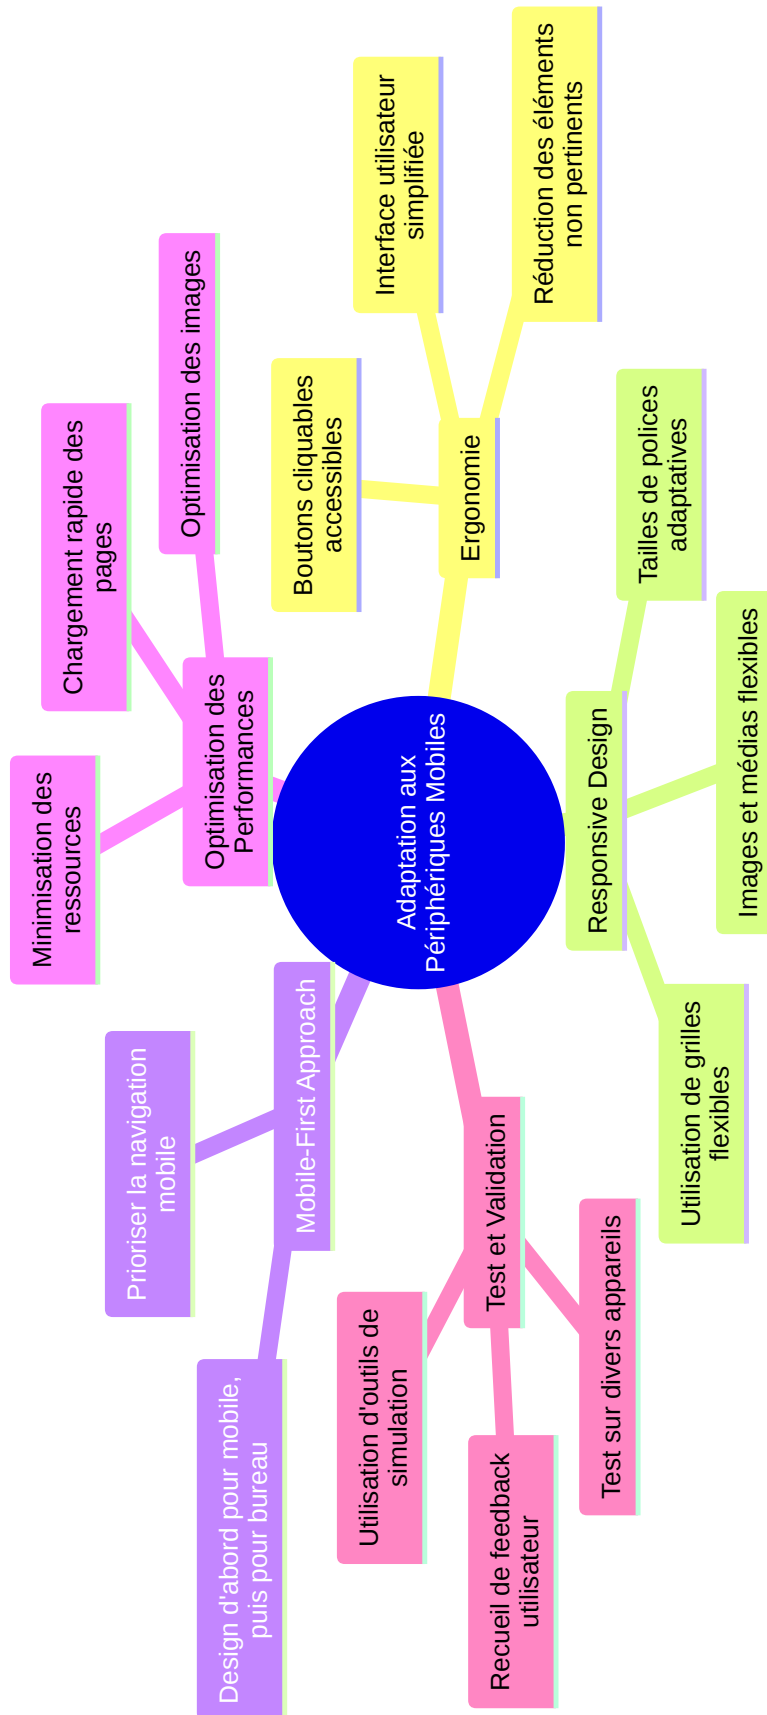 Adaptation aux
Périphériques Mobiles
Ergonomie
Boutons cliquables
accessibles
Interface utilisateur
simplifiée
Réduction des éléments
non pertinents
Responsive Design
Tailles de polices
adaptatives
Images et médias flexibles
Utilisation de grilles
flexibles
Test et Validation
Test sur divers appareils
Recueil de feedback
utilisateur
Utilisation d'outils de
simulation
Mobile-First Approach
Design d'abord pour mobile,
puis pour bureau
Prioriser la navigation
mobile
Optimisation des
Performances
Minimisation des
ressources
Chargement rapide des
pages
Optimisation des images